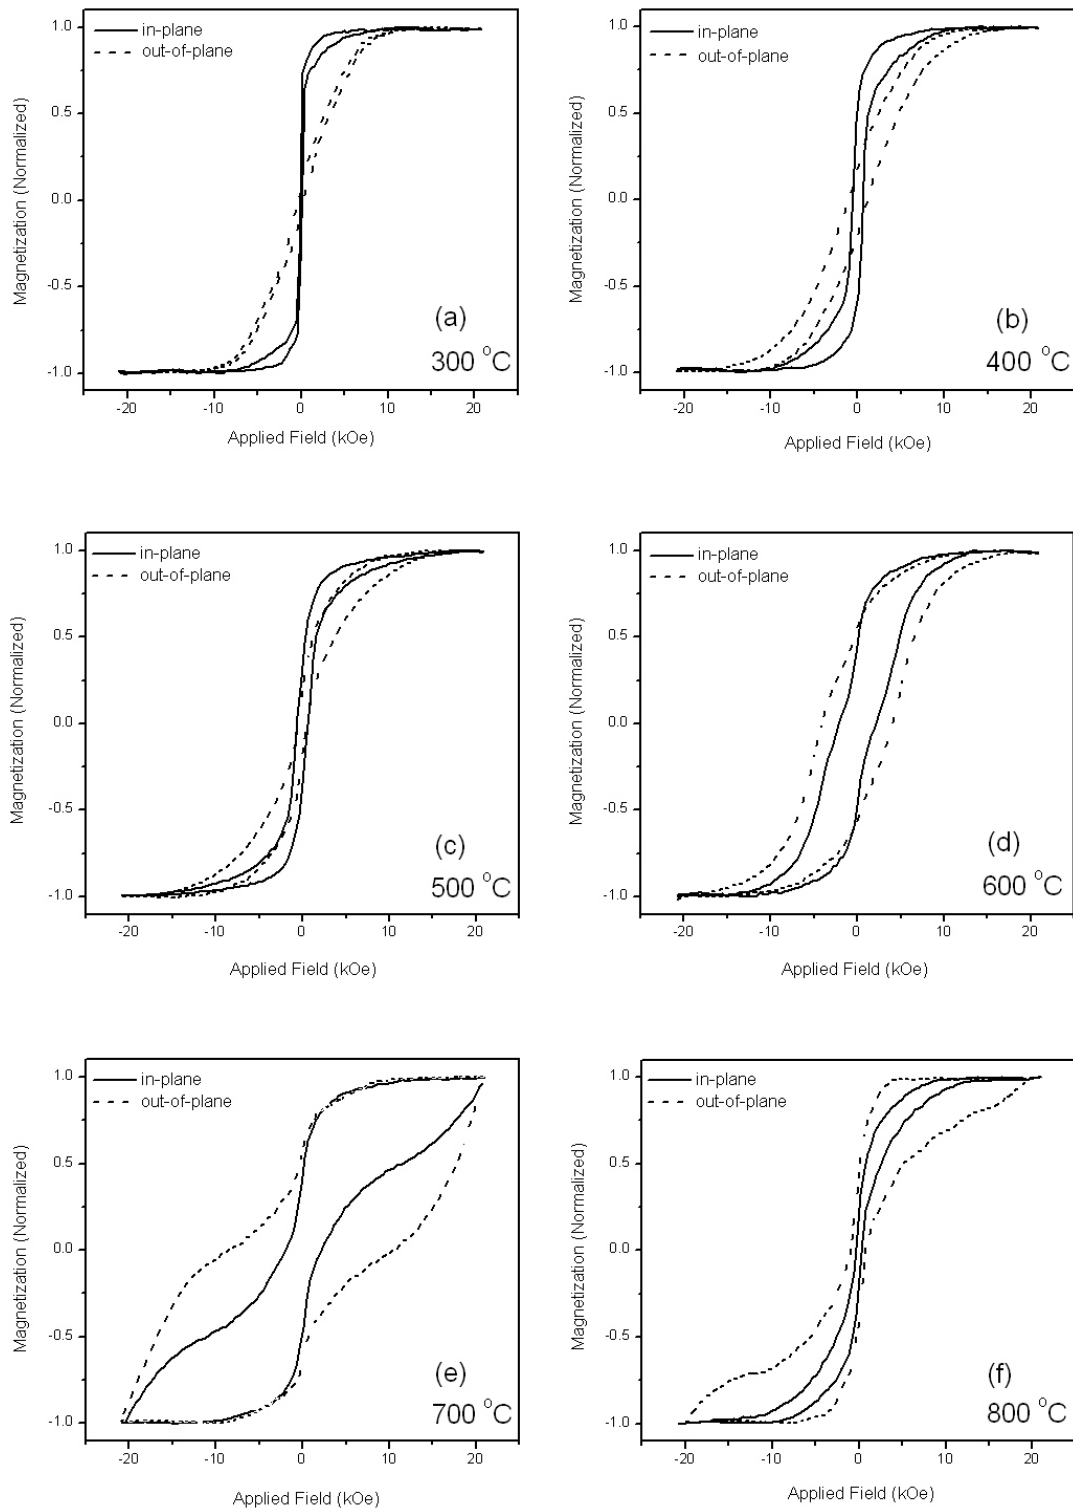 in-plane
out-of-plane
1.0
0.5
0.0
-0.5
-1.0
Magnetization (Normalized)
(a)
300 °C
-20 -10 0 10 20
Applied Field (kOe)
in-plane
out-of-plane
1.0
0.5
0.0
-0.5
-1.0
Magnetization (Normalized)
(b)
400 °C
-20 -10 0 10 20
Applied Field (kOe)
in-plane
out-of-plane
1.0
0.5
0.0
-0.5
-1.0
Magnetization (Normalized)
(c)
500 °C
-20 -10 0 10 20
Applied Field (kOe)
in-plane
out-of-plane
1.0
0.5
0.0
-0.5
-1.0
Magnetization (Normalized)
(d)
600 °C
-20 -10 0 10 20
Applied Field (kOe)
in-plane
out-of-plane
1.0
0.5
0.0
-0.5
-1.0
Magnetization (Normalized)
(e)
700 °C
-20 -10 0 10 20
Applied Field (kOe)
in-plane
out-of-plane
1.0
0.5
0.0
-0.5
-1.0
Magnetization (Normalized)
(f)
800 °C
-20 -10 0 10 20
Applied Field (kOe)